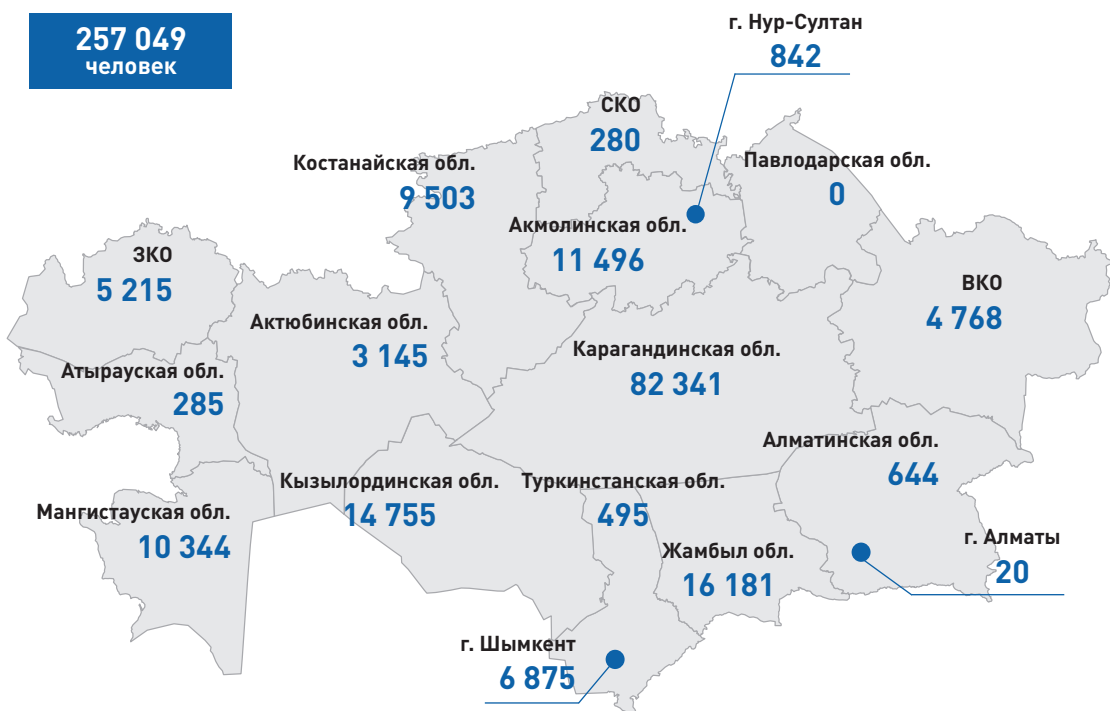 257 049
человек
г. Нур-Султан
842
СКО
280
Костанайская обл.
9 503
Павлодарская обл.
0
Акмолинская обл.
11 496
ЗКО
5 215
ВКО
4 768
Актюбинская обл.
3 145
Карагандинская обл.
82 341
Атырауская обл.
285
Алматинская обл.
644
Кызылординская обл.
14 755
Туркинстанская обл.
495
Мангистауская обл.
10 344
Жамбыл обл.
16 181
г. Алматы
20
г. Шымкент
6 875